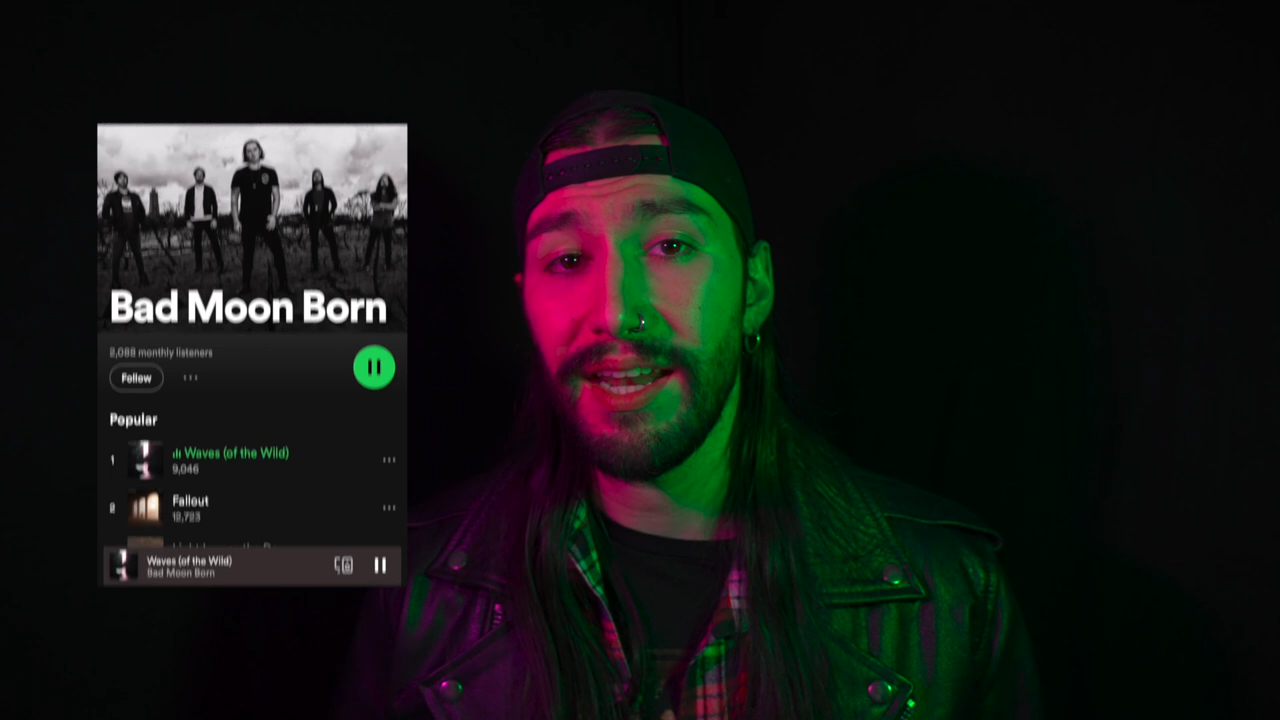 Bad Moon Born
2,088 monthly listeners
Follow
Popular
1
Waves (of the Wild)
9,046
2
Fallout
12,723
Waves (of the Wild)
Bad Moon Born